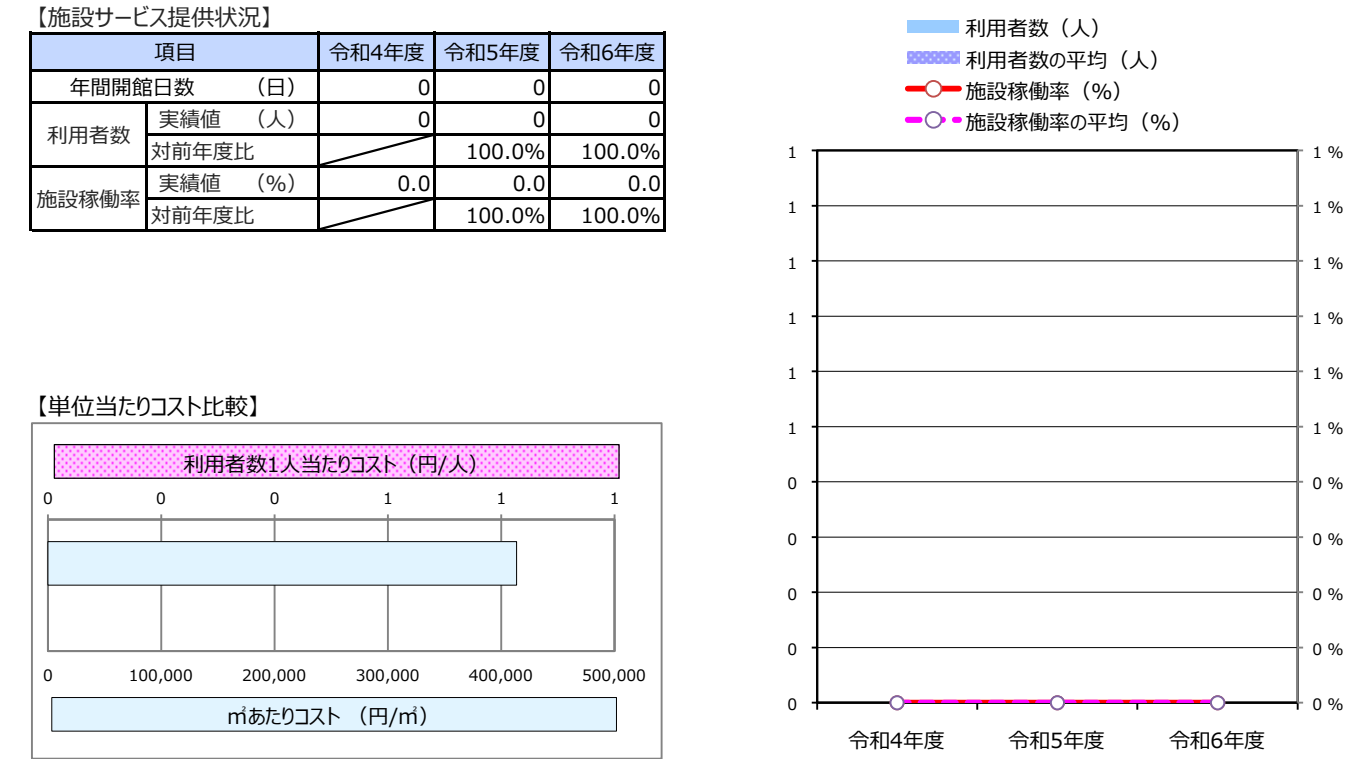 【施設サービス提供状況】
項目 令和4年度 令和5年度 令和6年度
年間開館日数 （日） 0 0 0
利用者数 実績値 （人） 0 0 0
対前年度比 100.0% 100.0%
施設稼働率 実績値 （%） 0.0 0.0 0.0
対前年度比 100.0% 100.0%
【単位当たりコスト比較】
利用者数1人当たりコスト（円/人）
0 0 0 1 1 1
0 100,000 200,000 300,000 400,000 500,000
㎡あたりコスト （円/㎡）
利用者数（人）
利用者数の平均（人）
施設稼働率（%）
施設稼働率の平均（%）
1 1 %
1 1 %
1 1 %
1 1 %
1 1 %
1 1 %
0 0 %
0 0 %
0 0 %
0 0 %
0 0 %
令和4年度 令和5年度 令和6年度